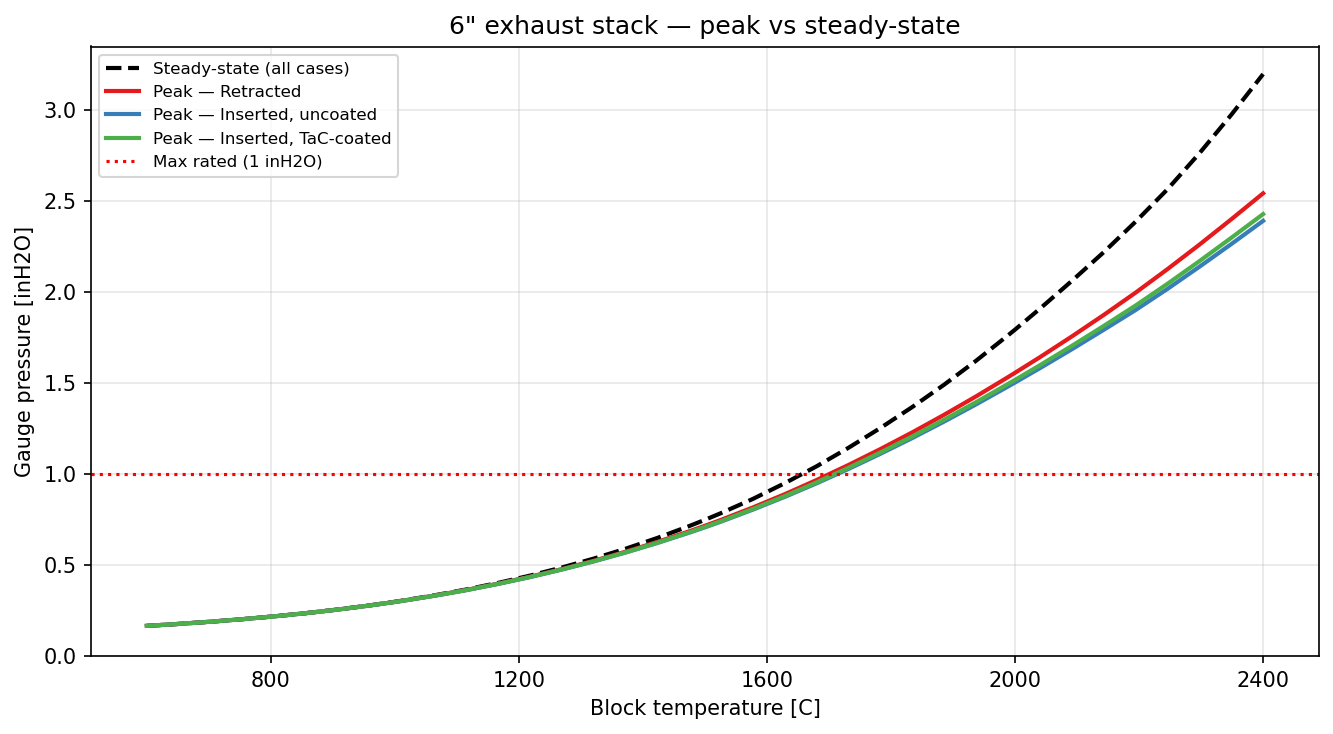 6" exhaust stack — peak vs steady-state
Steady-state (all cases)
Peak — Retracted
Peak — Inserted, uncoated
Peak — Inserted, TaC-coated
Max rated (1 inH2O)
Gauge pressure [inH2O]
3.0
2.5
2.0
1.5
1.0
0.5
0.0
800 1200 1600 2000 2400
Block temperature [C]